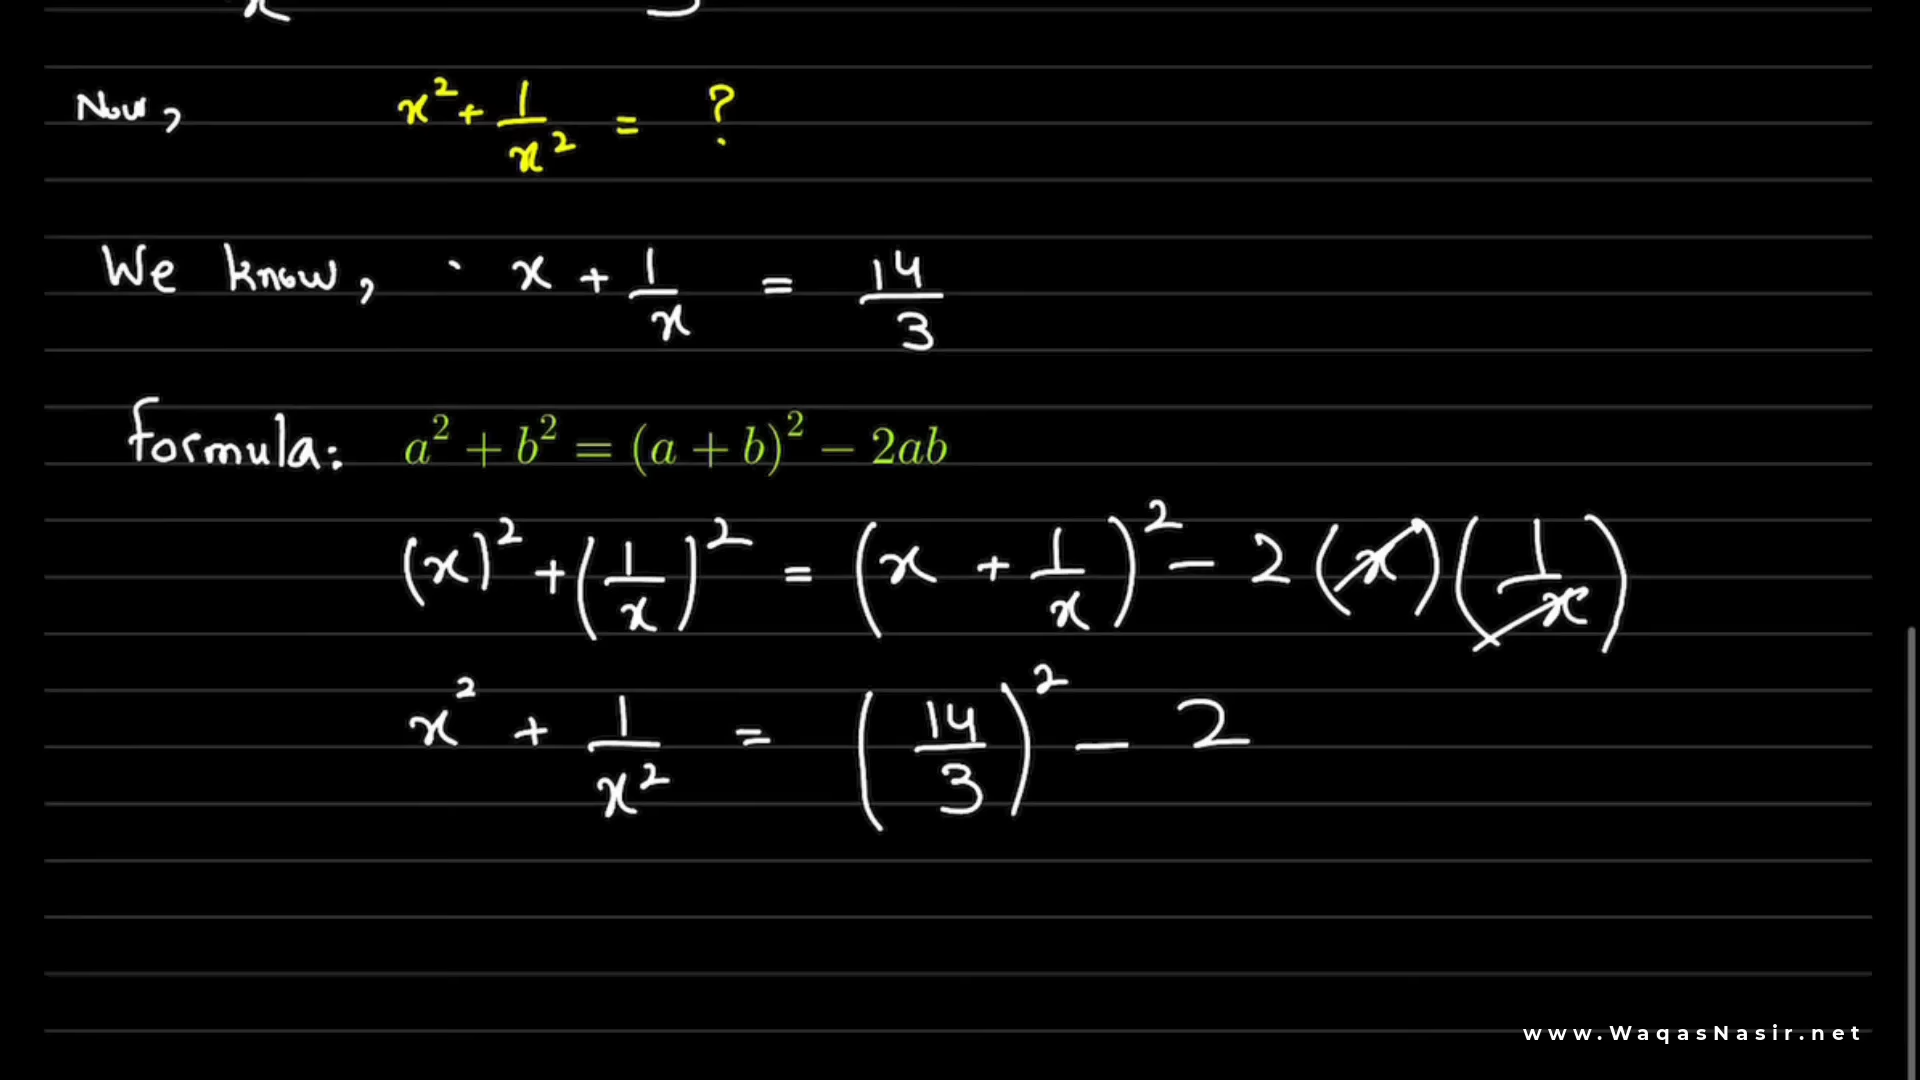 x 3
Now, x² + 1/x² = ?
We know, x + 1/x = 14/3
Formula: a² + b² = (a + b)² − 2ab
(x)² + (1/x)² = (x + 1/x)² − 2(x)(1/x)
x² + 1/x² = (14/3)² − 2
www.WaqasNasir.net